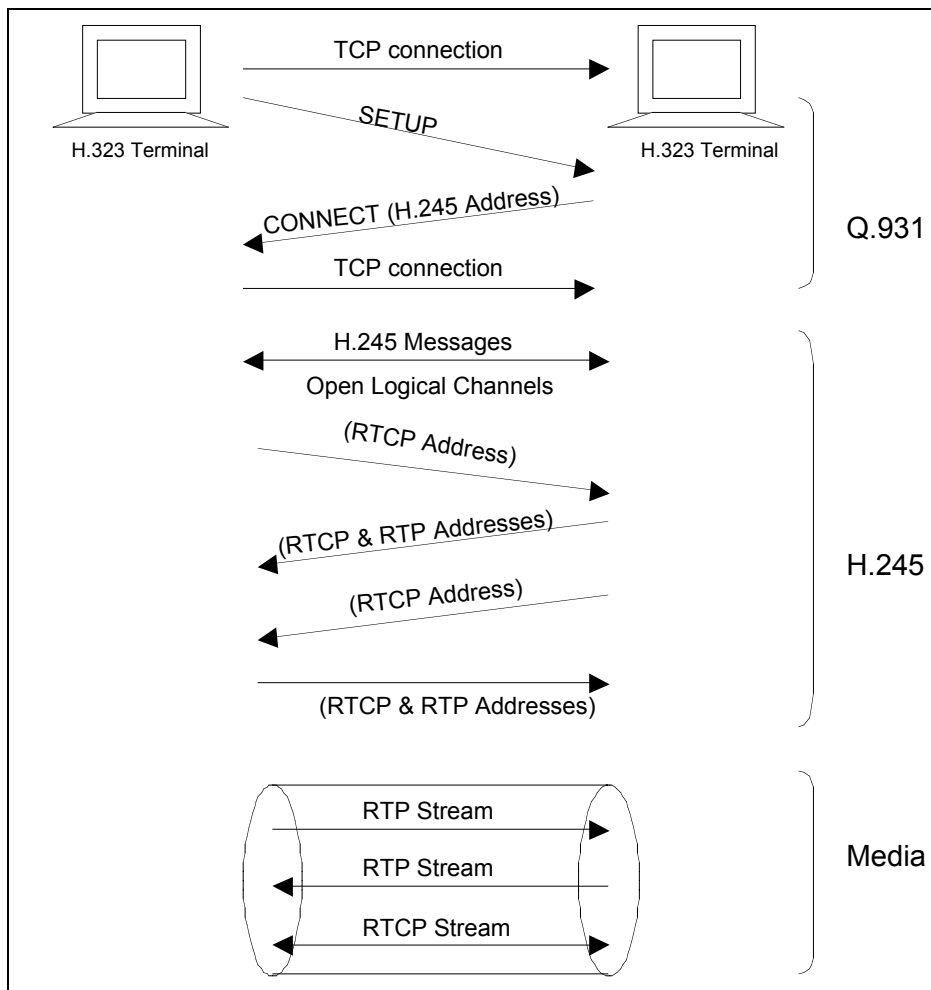 TCP connection
SETUP
H.323 Terminal
H.323 Terminal
CONNECT (H.245 Address)
Q.931
TCP connection
H.245 Messages
Open Logical Channels
(RTCP Address)
(RTCP & RTP Addresses)
H.245
(RTCP Address)
(RTCP & RTP Addresses)
RTP Stream
Media
RTP Stream
RTCP Stream